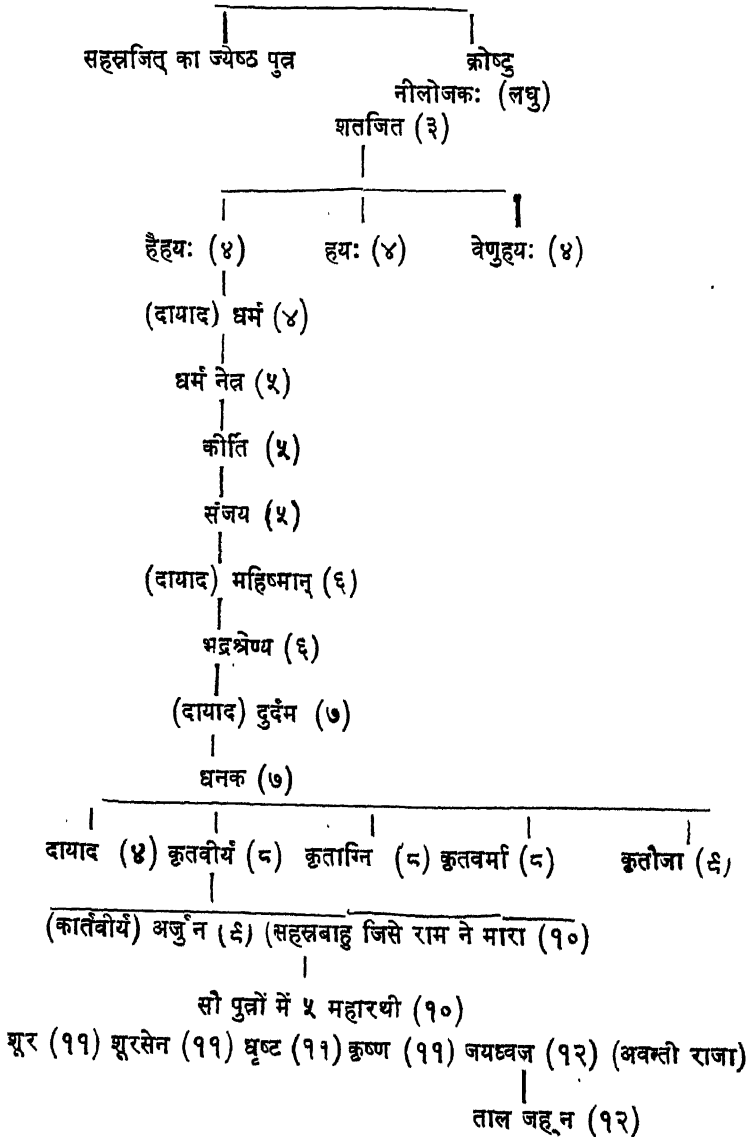 सहस्रजित् का ज्येष्ठ पुत्र क्रोष्टु
नीलोजकः (लघु)
शतजित (३)
हैहयः (४) हयः (४) वेणुहयः (४)
(दायाद) धर्म (४)
धर्म नेत्र (५)
कीर्ति (५)
संजय (५)
(दायाद) महिष्मान् (६)
भद्रश्रेण्य (६)
(दायाद) दुर्दम (७)
धनक (७)
दायाद (४) कृतवीर्य (८) कृताग्नि (८) कृतवर्मा (८) कृतौजा (९)
(कार्तवीर्य) अर्जुन (९) (सहस्रबाहु जिसे राम ने मारा (१०)
सौ पुत्रों में ५ महारथी (१०)
शूर (११) शूरसेन (११) धृष्ट (११) कृष्ण (११) जयध्वज (१२) (अवन्ती राजा)
ताल जह्न (१२)